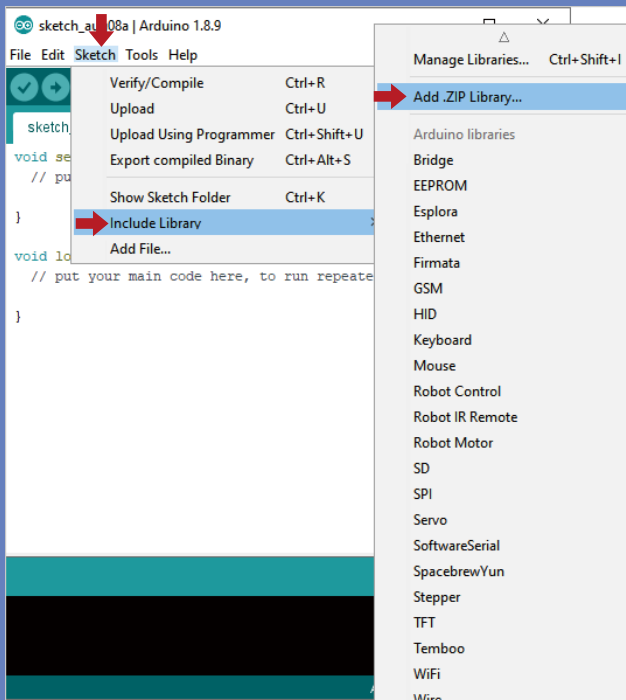 sketch_au 08a | Arduino 1.8.9
File Edit Sketch Tools Help
Verify/Compile Ctrl+R
Upload Ctrl+U
Upload Using Programmer Ctrl+Shift+U
Export compiled Binary Ctrl+Alt+S
Show Sketch Folder Ctrl+K
Include Library
Add File...
sketch_
void se
// pu
}
void lo
// put your main code here, to run repeate
}
Manage Libraries... Ctrl+Shift+I
Add .ZIP Library...
Arduino libraries
Bridge
EEPROM
Esplora
Ethernet
Firmata
GSM
HID
Keyboard
Mouse
Robot Control
Robot IR Remote
Robot Motor
SD
SPI
Servo
SoftwareSerial
SpacebrewYun
Stepper
TFT
Temboo
WiFi
Wire